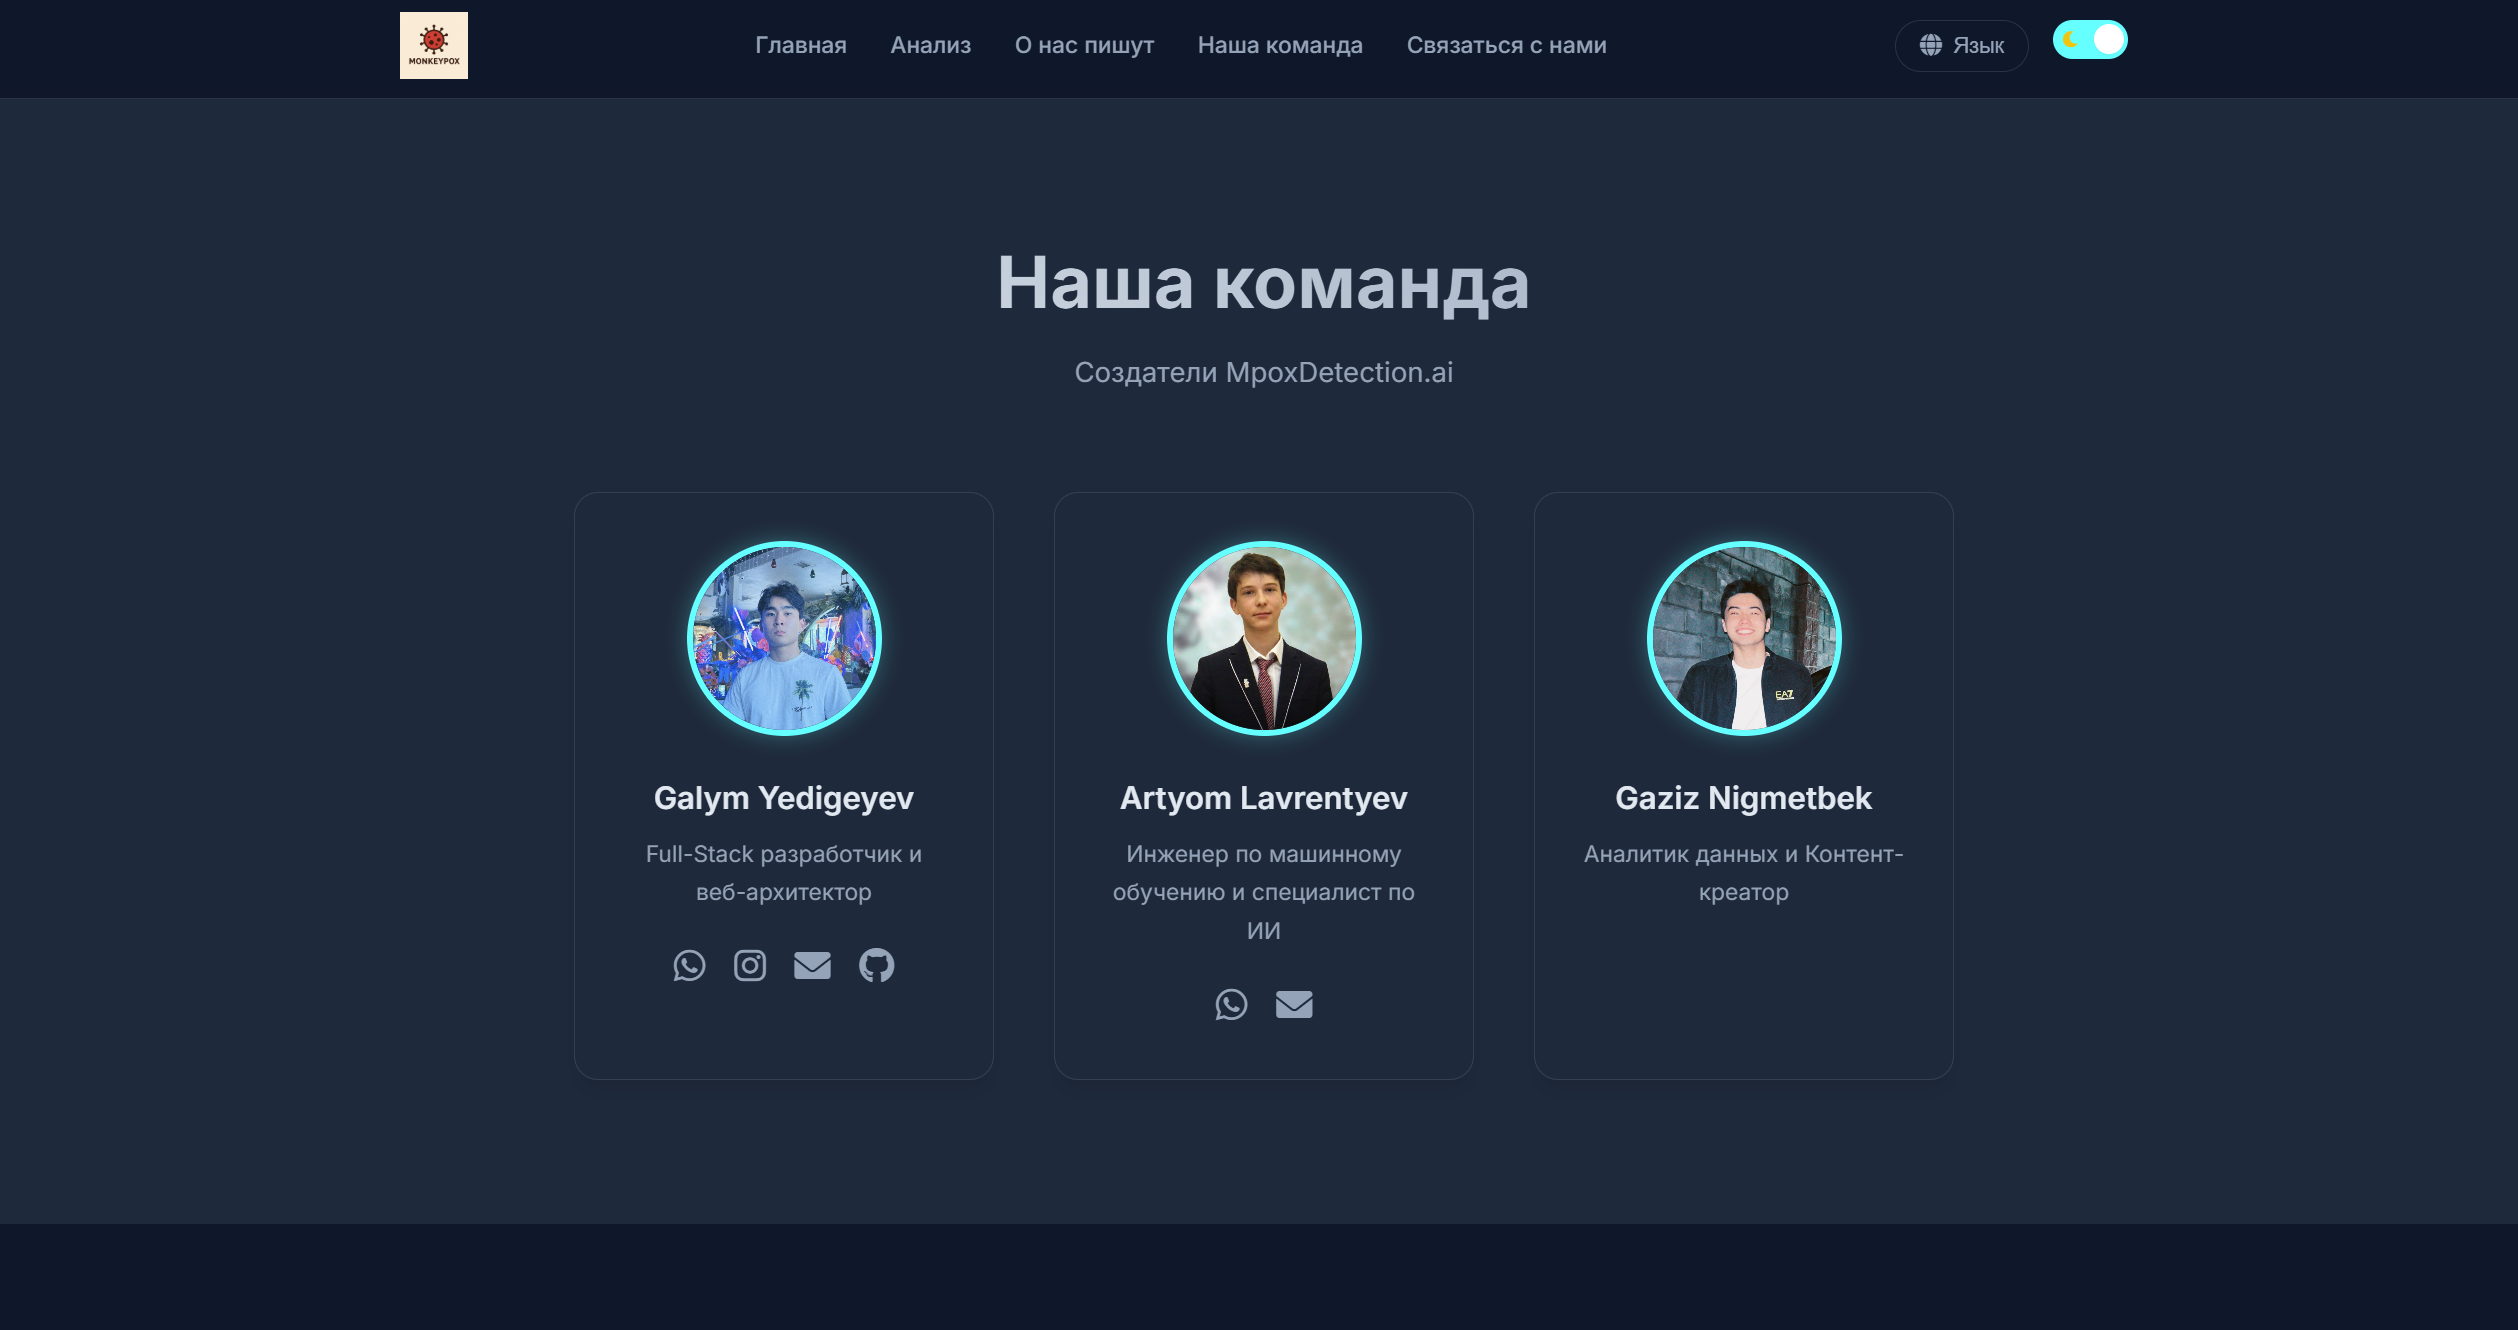 MONKEYPOX
Главная
Анализ
О нас пишут
Наша команда
Связаться с нами
Язык
Наша команда
Создатели MpoxDetection.ai
Galym Yedigeyev
Full-Stack разработчик и
веб-архитектор
Artyom Lavrentyev
Инженер по машинному
обучению и специалист по
ИИ
EA7
Gaziz Nigmetbek
Аналитик данных и Контент-
креатор